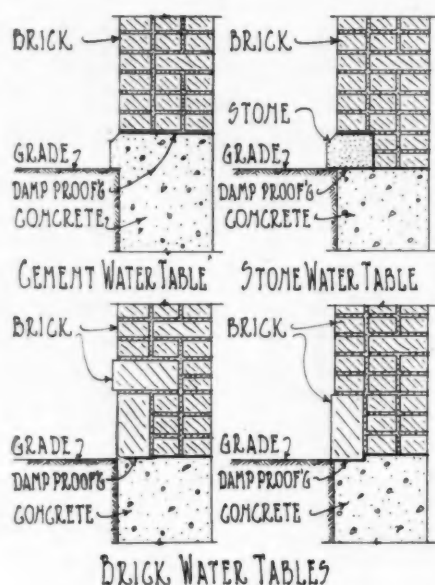 BRICK
GRADE
DAMP PROOF'G
CONCRETE
CEMENT WATER TABLE
BRICK
STONE
GRADE
DAMP PROOF'G
CONCRETE
STONE WATER TABLE
BRICK
GRADE
DAMP PROOF'G
CONCRETE
BRICK
GRADE
DAMP PROOF'G
CONCRETE
BRICK WATER TABLES